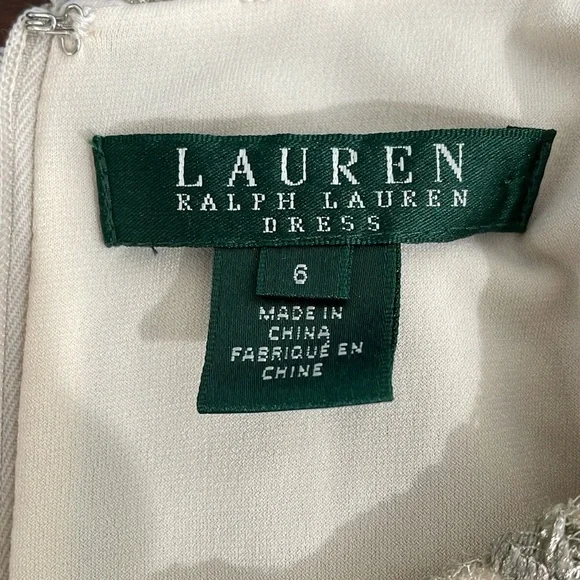 LAUREN
RALPH LAUREN
DRESS
6
MADE IN
CHINA
FABRIQUÉ EN
CHINE